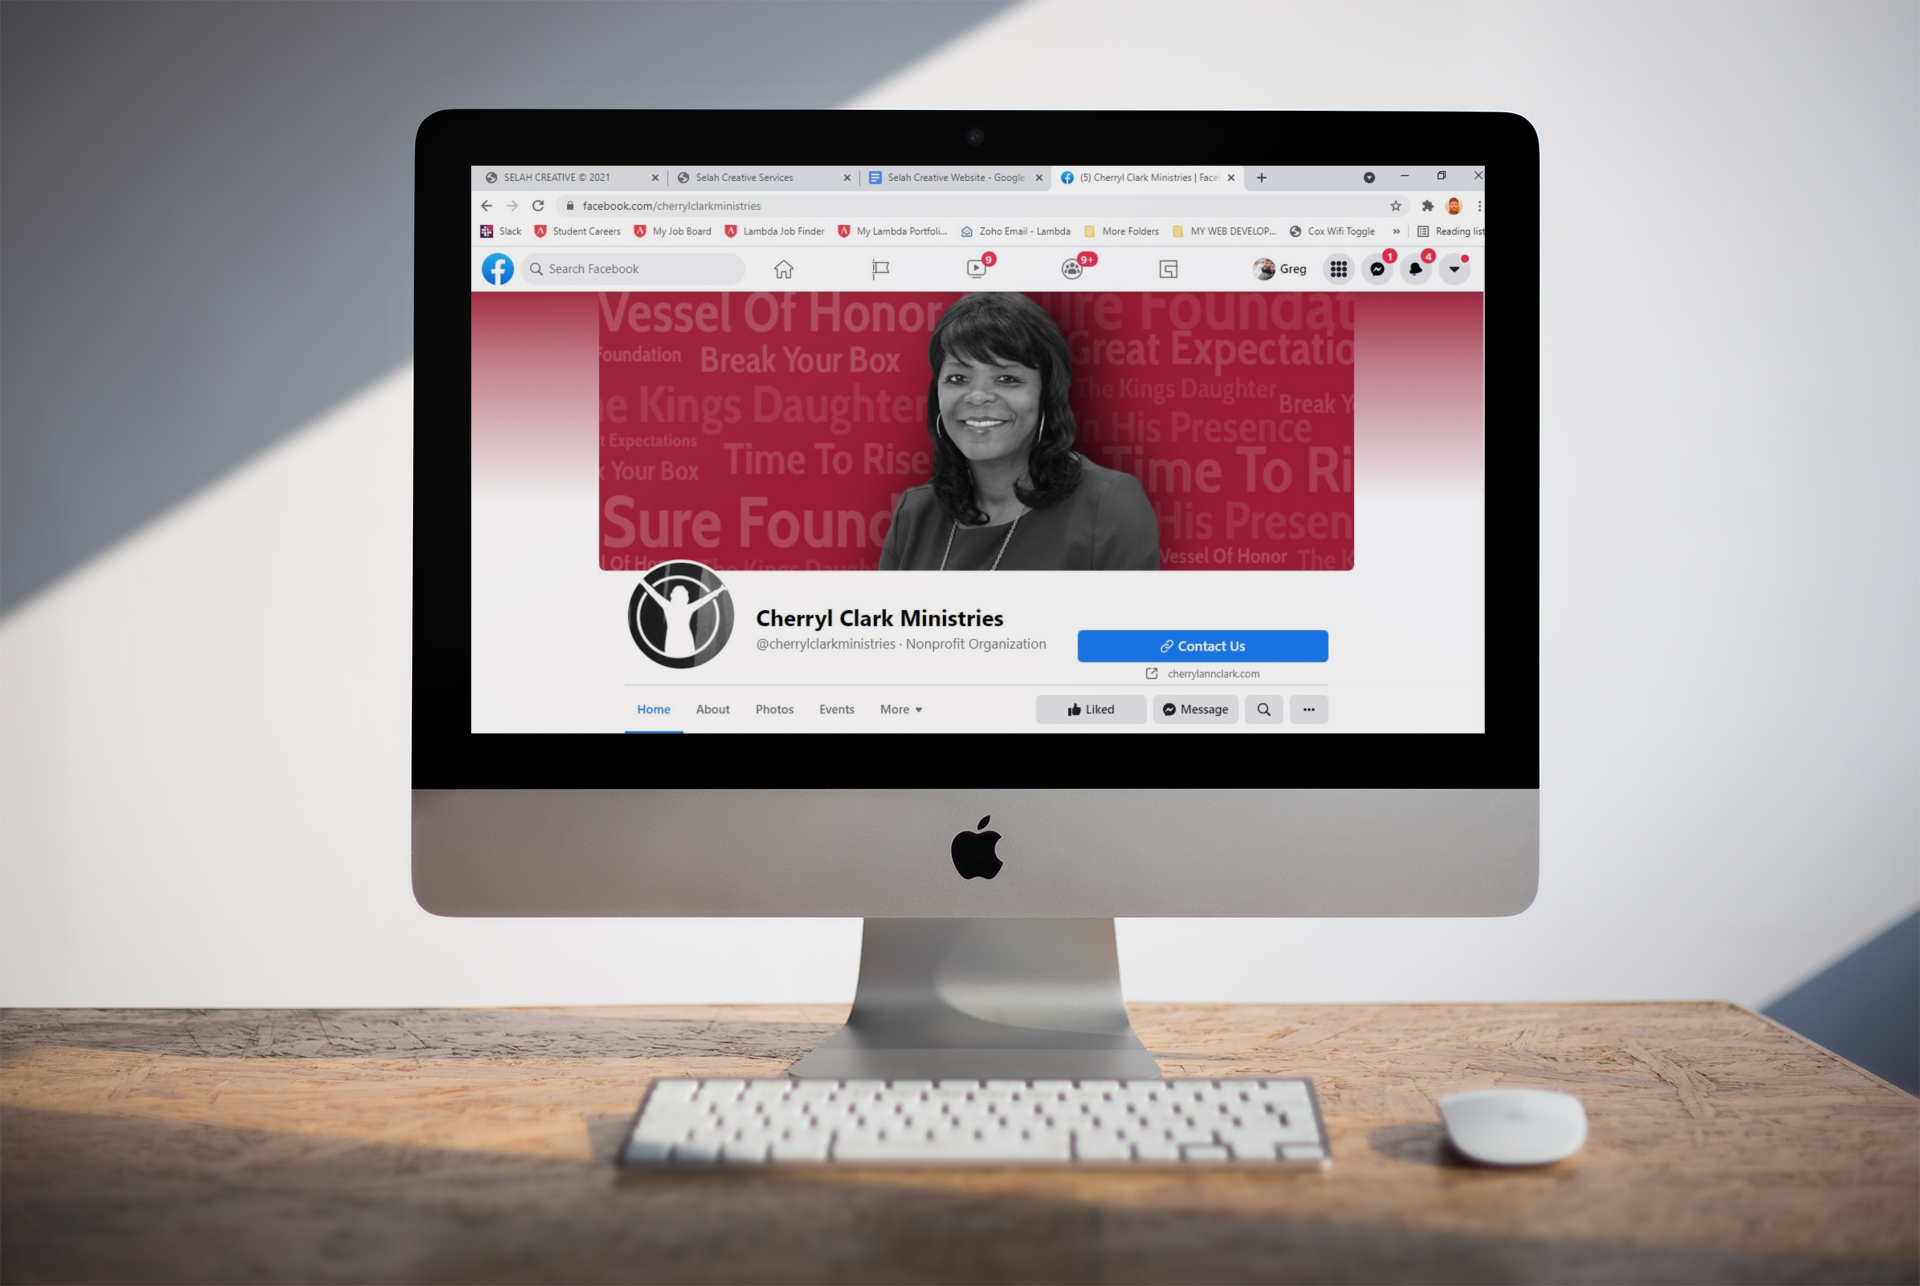 SELAH CREATIVE © 2021
Selah Creative Services
Selah Creative Website - Google
(5) Cherryl Clark Ministries | Face
facebook.com/cherrylclarkministries
Slack
Student Careers
My Job Board
Lambda Job Finder
My Lambda Portfoli...
Zoho Email - Lambda
More Folders
MY WEB DEVELOP...
Cox Wifi Toggle
»
Reading list
Search Facebook
9
9+
Greg
1
4
Vessel Of Honor
Sure Foundat
Foundation
Break Your Box
Great Expectatio
e Kings Daughter
The Kings Daughter
Break Y
t Expectations
n His Presence
Your Box
Time To Rise
Time To Ri
Sure Found
His Presen
l Of Ho
he Kings Daught
Vessel Of Honor
The K
Cherryl Clark Ministries
@cherrylclarkministries · Nonprofit Organization
Contact Us
cherrylannclark.com
Home
About
Photos
Events
More
Liked
Message